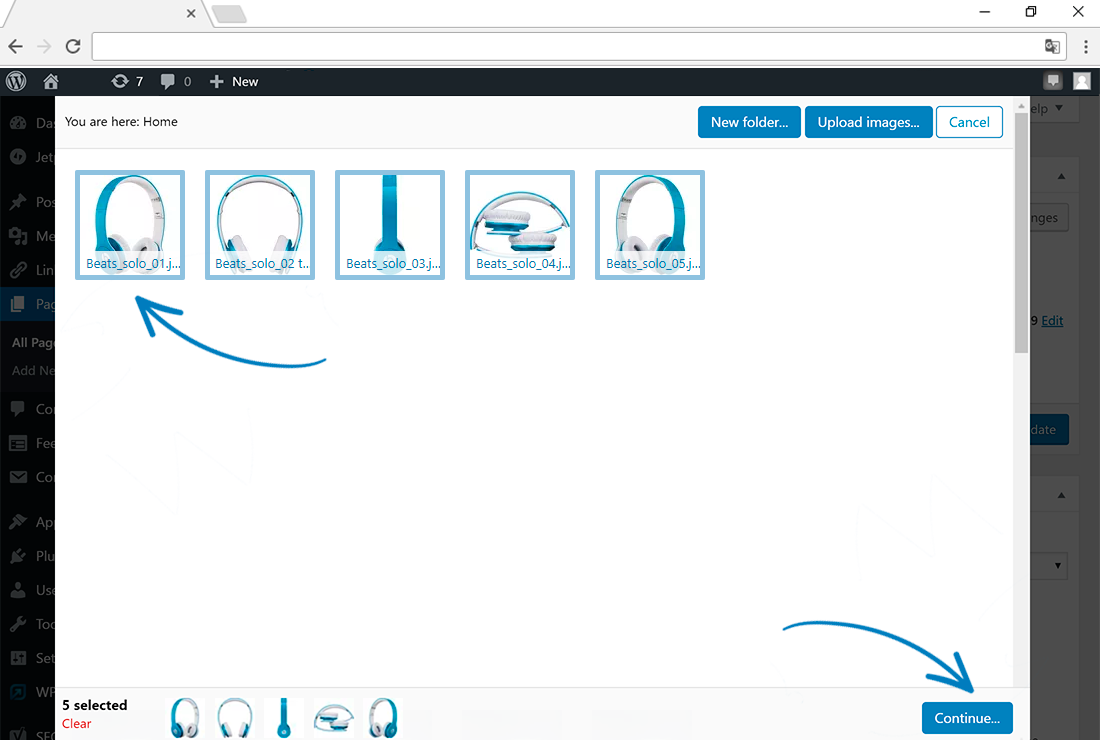 7
0
New
You are here: Home
New folder...
Upload images...
Cancel
elp
Das
Jet
Pos
Me
Lin
Pag
All Page
Add Ne
Co
Fee
Co
App
Plu
Use
Too
Set
WP
SEO
nges
9 Edit
date
Beats_solo_01.j...
Beats_solo_02 t...
Beats_solo_03.j...
Beats_solo_04.j...
Beats_solo_05.j...
5 selected
Clear
Continue...